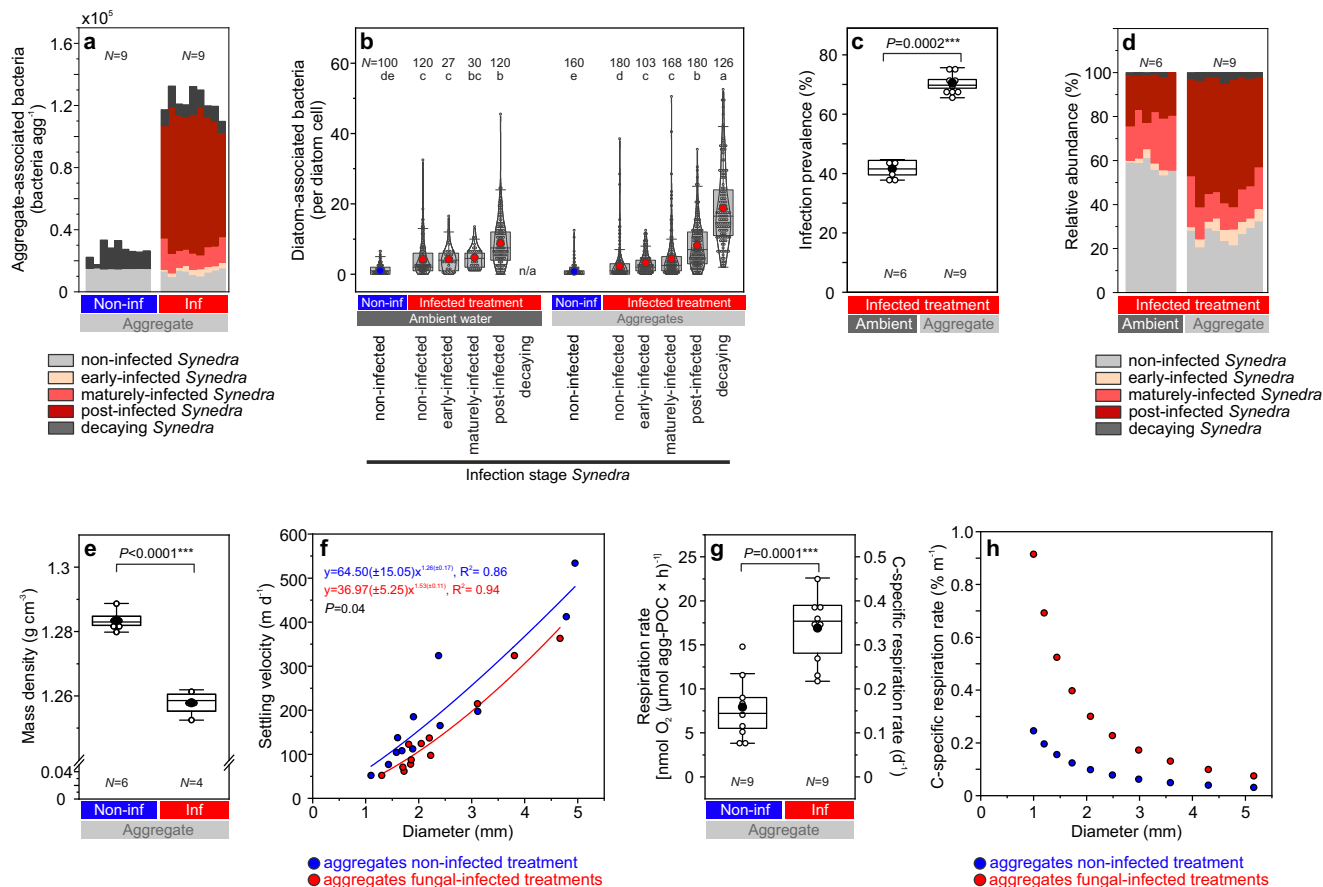 a
x10⁵
N=9
N=9
1.6
1.2
0.8
0.4
0
Aggregate-associated bacteria
(bacteria agg⁻¹)
Non-inf
Inf
Aggregate
non-infected Synedra
early-infected Synedra
maturely-infected Synedra
post-infected Synedra
decaying Synedra
b
N=100 120 27 30 120 160 180 103 168 180 126
de c c bc b e d c c b a
60
40
20
0
Diatom-associated bacteria
(per diatom cell)
n/a
Non-inf
Infected treatment
Non-inf
Infected treatment
Ambient water
Aggregates
non-infected
non-infected
early-infected
maturely-infected
post-infected
decaying
non-infected
non-infected
early-infected
maturely-infected
post-infected
decaying
Infection stage Synedra
c
P=0.0002***
80
60
40
20
0
Infection prevalence (%)
N=6
N=9
Infected treatment
Ambient
Aggregate
d
N=6
N=9
100
80
60
40
20
0
Relative abundance (%)
Infected treatment
Ambient
Aggregate
non-infected Synedra
early-infected Synedra
maturely-infected Synedra
post-infected Synedra
decaying Synedra
e
P<0.0001***
1.3
1.28
1.26
0.04
0
Mass density (g cm⁻³)
N=6
N=4
Non-inf
Inf
Aggregate
f
y=64.50(±15.05)x^1.26(±0.17), R²= 0.86
y=36.97(±5.25)x^1.53(±0.11), R²= 0.94
P=0.04
600
500
400
300
200
100
0
Settling velocity (m d⁻¹)
0 1 2 3 4 5
Diameter (mm)
aggregates non-infected treatment
aggregates fungal-infected treatments
g
P=0.0001***
25
20
15
10
5
0
Respiration rate
[nmol O₂ (μmol agg-POC × h)⁻¹]
0.5
0.4
0.3
0.2
0.1
0
C-specific respiration rate (d⁻¹)
N=9
N=9
Non-inf
Inf
Aggregate
h
1.0
0.8
0.6
0.4
0.2
0
C-specific respiration rate (% m⁻¹)
0 1 2 3 4 5
Diameter (mm)
aggregates non-infected treatment
aggregates fungal-infected treatments